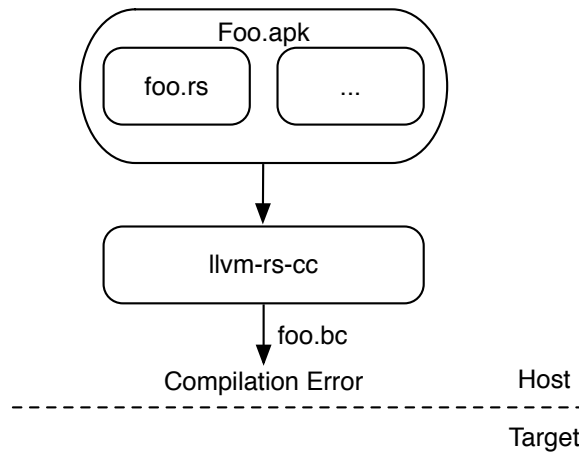 Foo.apk
foo.rs
...
llvm-rs-cc
foo.bc
Compilation Error
Host
Target